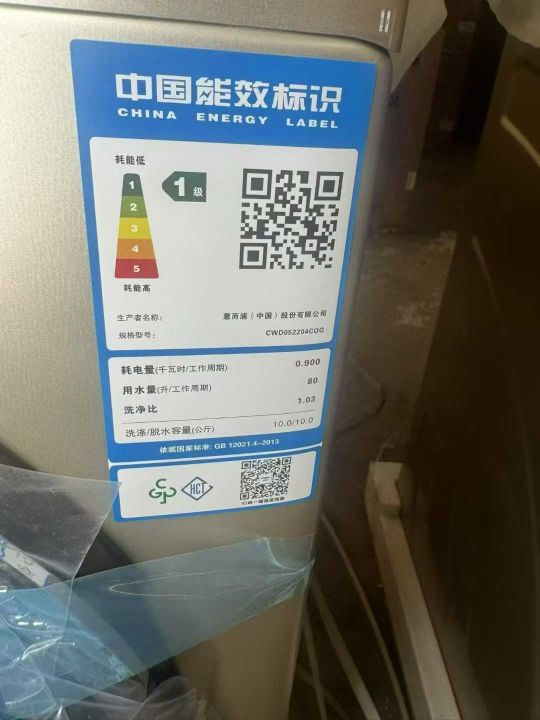 中国能效标识
CHINA ENERGY LABEL
耗能低
1
1级
2
3
4
5
耗能高
生产者名称: 惠而浦(中国)股份有限公司
规格型号: CWD052204COG
耗电量(千瓦时/工作周期) 0.900
用水量(升/工作周期) 80
洗净比 1.03
洗涤/脱水容量(公斤) 10.0/10.0
依据国家标准: GB 12021.4-2013
CGP HCT